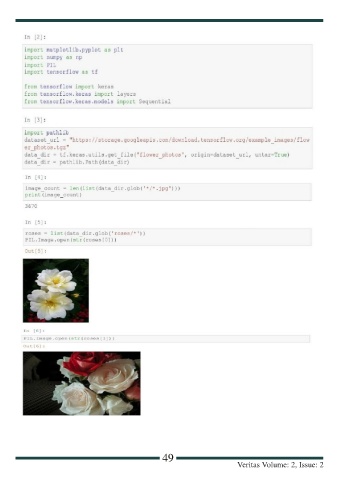 In [2]:
import matplotlib.pyplot as plt
import numpy as np
import PIL
import tensorflow as tf
from tensorflow import keras
from tensorflow.keras import layers
from tensorflow.keras.models import Sequential
In [3]:
import pathlib
dataset_url = "https://storage.googleapis.com/download.tensorflow.org/example_images/flow
er_photos.tgz"
data_dir = tf.keras.utils.get_file('flower_photos', origin=dataset_url, untar=True)
data_dir = pathlib.Path(data_dir)
In [4]:
image_count = len(list(data_dir.glob('*/*.jpg')))
print(image_count)
3670
In [5]:
roses = list(data_dir.glob('roses/*'))
PIL.Image.open(str(roses[0]))
Out[5]:
In [6]:
PIL.Image.open(str(roses[1]))
Out[6]:
49
Veritas Volume: 2, Issue: 2